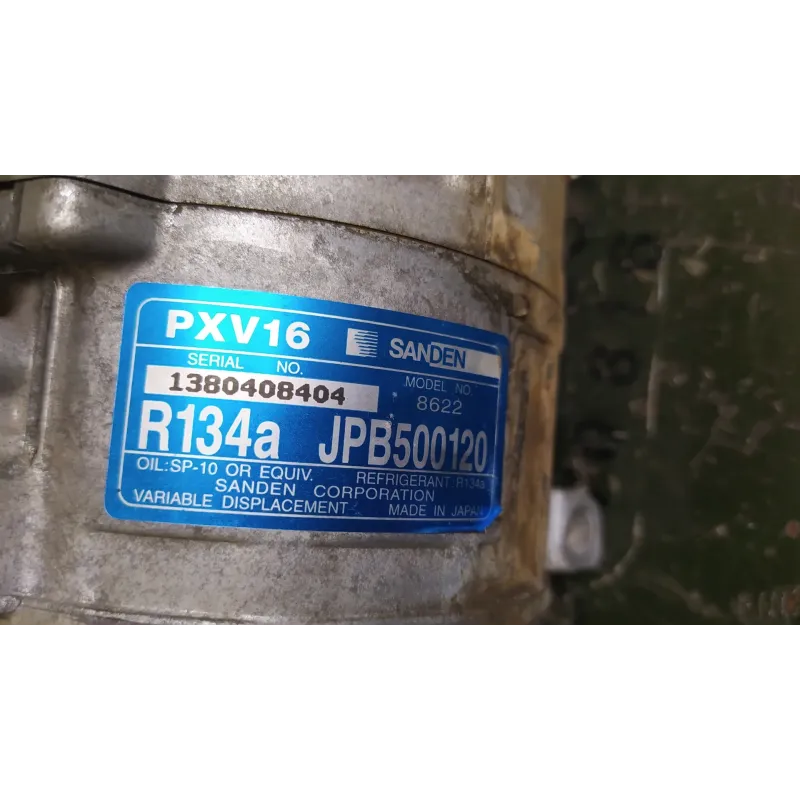 PXV16 SANDEN
SERIAL NO.
1380408404
MODEL NO.
8622
R134a JPB500120
OIL:SP-10 OR EQUIV.
REFRIGERANT:R134a
SANDEN CORPORATION
VARIABLE DISPLACEMENT MADE IN JAPAN